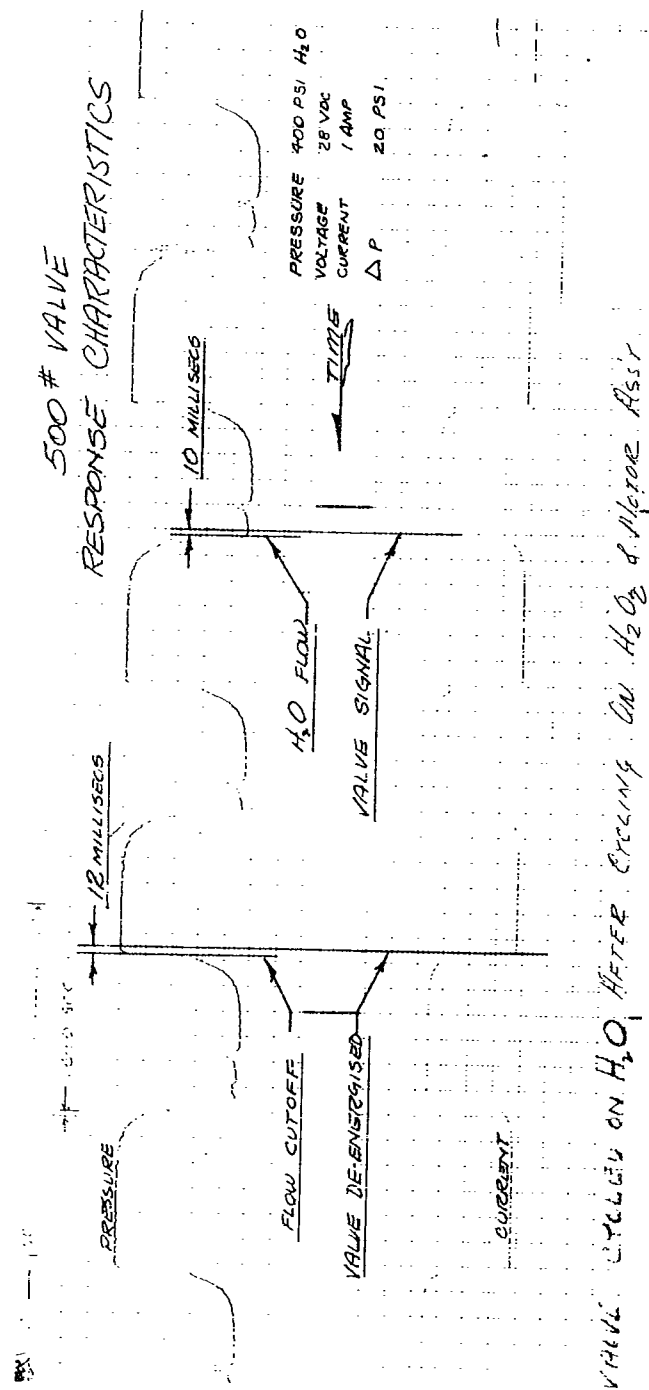 500 # VALVE
RESPONSE CHARACTERISTICS
PRESSURE 400 PSI H₂O
VOLTAGE 28 VDC
CURRENT 1 AMP
Δ P 20 PSI
TIME
10 MILLISECS
H₂O FLOW
VALVE SIGNAL
12 MILLISECS
FLOW CUTOFF
VALVE DE-ENERGISED
PRESSURE
CURRENT
VALVE CYCLED ON H₂O, AFTER CYCLING ON H₂O₂ & MOTOR ASS'Y